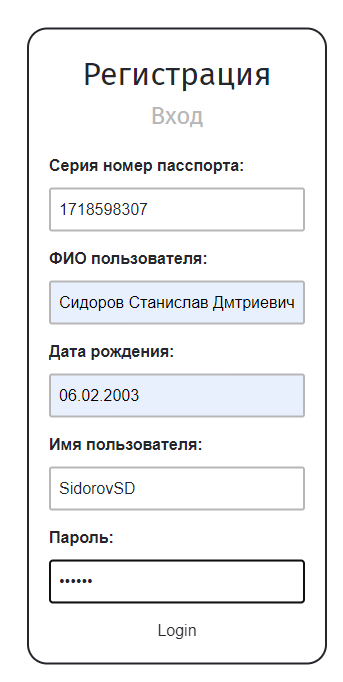 Регистрация
Вход
Серия номер пасспорта:
1718598307
ФИО пользователя:
Сидоров Станислав Дмтриевич
Дата рождения:
06.02.2003
Имя пользователя:
SidorovSD
Пароль:
••••••
Login